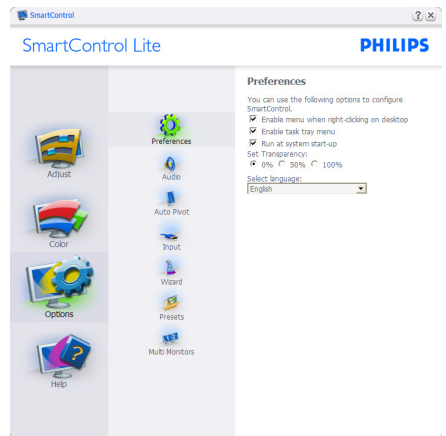 SmartControl
SmartControl Lite
PHILIPS
Adjust
Color
Options
Help
Preferences
Audio
Auto Pivot
Input
Wizard
Presets
Multi Monitors
Preferences
You can use the following options to configure
SmartControl.
Enable menu when right-clicking on desktop
Enable task tray menu
Run at system start-up
Set Transparency:
0% 50% 100%
Select language:
English